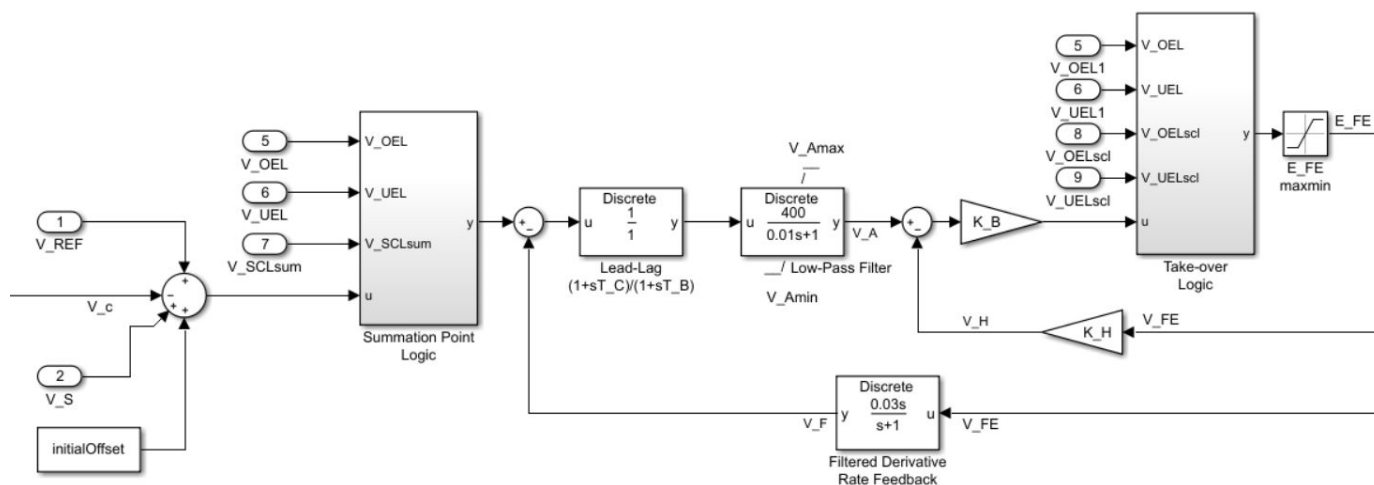 5
V_OEL1
6
V_UEL1
8
V_OELscl
9
V_UELscl
V_OEL
V_UEL
V_OELscl
V_UELscl
u
y
Take-over
Logic
E_FE
maxmin
E_FE
1
V_REF
V_c
2
V_S
initialOffset
+
−
+
+
5
V_OEL
6
V_UEL
7
V_SCLsum
V_OEL
V_UEL
V_SCLsum
u
y
Summation Point
Logic
+
−
Discrete
u
1
1
y
Lead-Lag
(1+sT_C)/(1+sT_B)
V_Amax
__
/
Discrete
u
400
0.01s+1
y
__/ Low-Pass Filter
V_Amin
V_A
+
−
K_B
V_H
K_H
V_FE
V_F
Discrete
y
0.03s
s+1
u
V_FE
Filtered Derivative
Rate Feedback